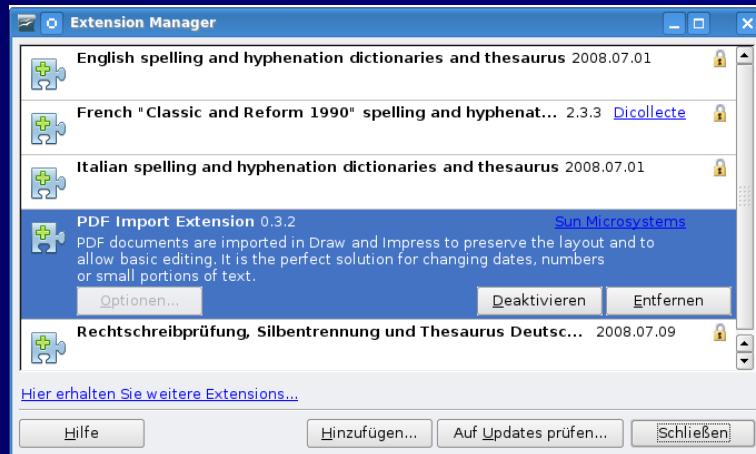 Extension Manager
English spelling and hyphenation dictionaries and thesaurus 2008.07.01
French "Classic and Reform 1990" spelling and hyphenat... 2.3.3 Dicollecte
Italian spelling and hyphenation dictionaries and thesaurus 2008.07.01
PDF Import Extension 0.3.2 Sun Microsystems
PDF documents are imported in Draw and Impress to preserve the layout and to
allow basic editing. It is the perfect solution for changing dates, numbers
or small portions of text.
Optionen... Deaktivieren Entfernen
Rechtschreibprüfung, Silbentrennung und Thesaurus Deutsc... 2008.07.09
Hier erhalten Sie weitere Extensions...
Hilfe Hinzufügen... Auf Updates prüfen... Schließen